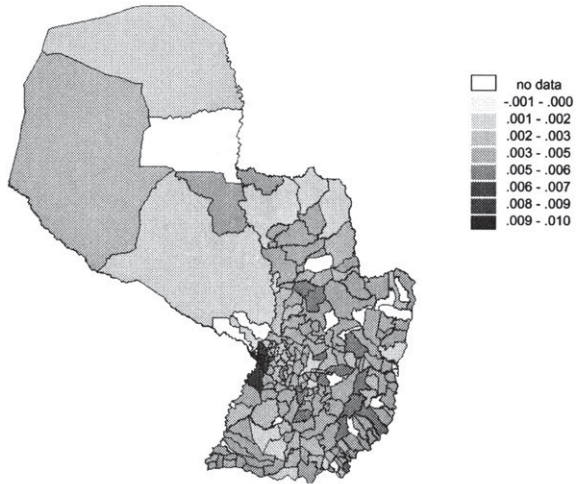 no data
-.001 - .000
.001 - .002
.002 - .003
.003 - .005
.005 - .006
.006 - .007
.008 - .009
.009 - .010